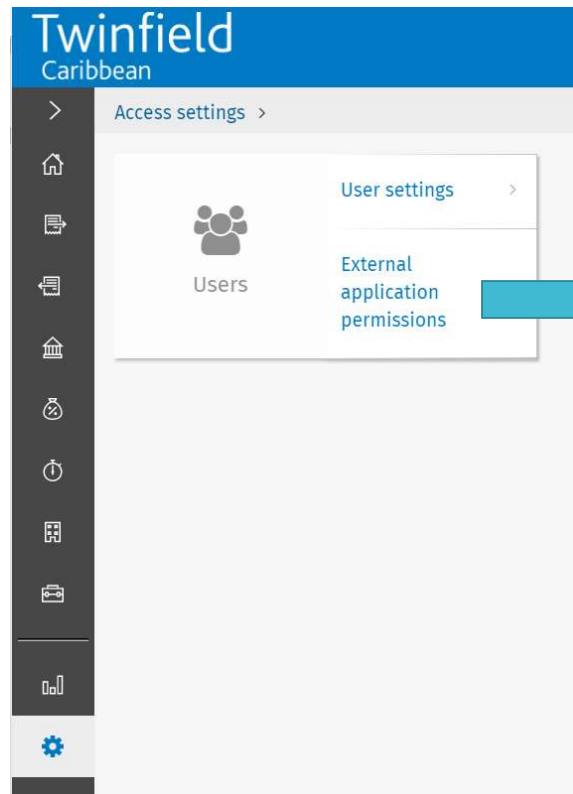 Twinfield
Caribbean
Access settings >
Users
User settings >
External
application
permissions